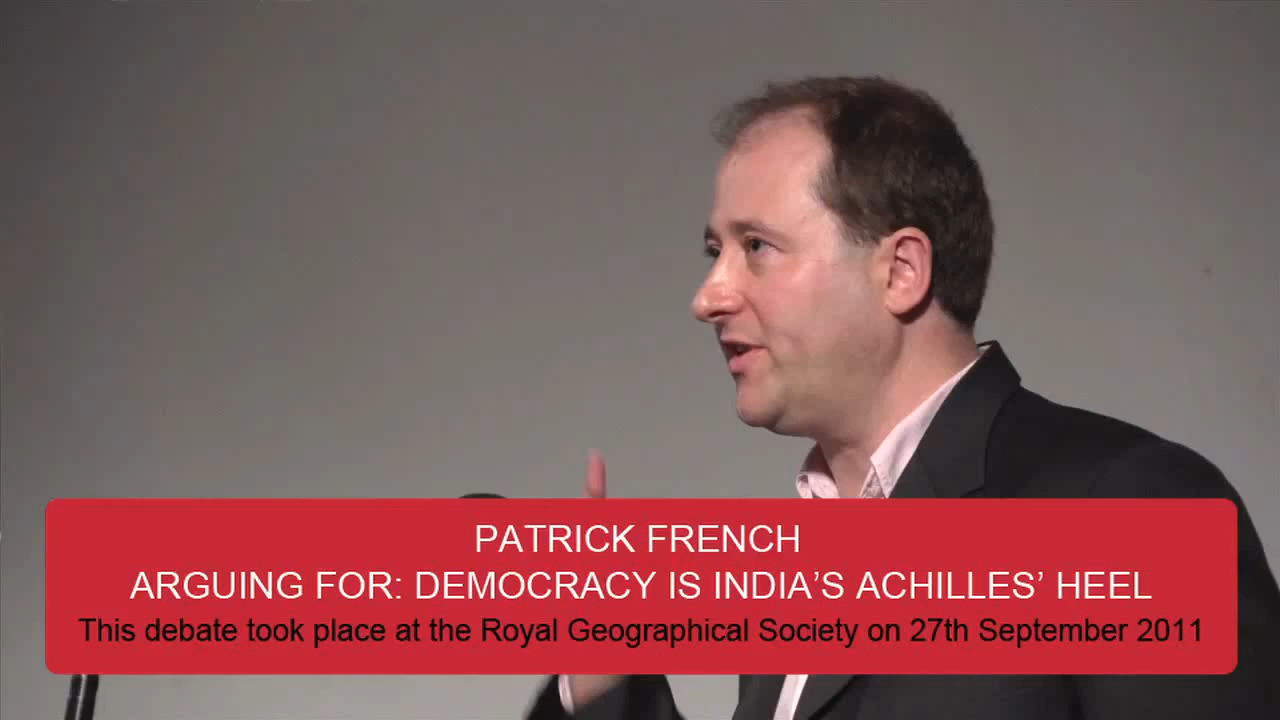 PATRICK FRENCH
ARGUING FOR: DEMOCRACY IS INDIA’S ACHILLES’ HEEL
This debate took place at the Royal Geographical Society on 27th September 2011